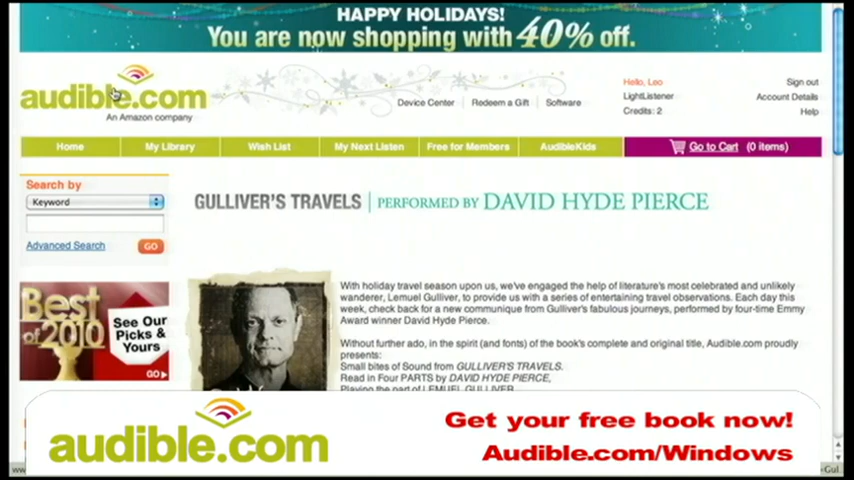 HAPPY HOLIDAYS!
You are now shopping with 40% off.
audible.com
An Amazon company
Device Center
Redeem a Gift
Software
Hello, Leo
LightListener
Credits: 2
Sign out
Account Details
Help
Home
My Library
Wish List
My Next Listen
Free for Members
AudibleKids
Go to Cart (0 items)
Search by
Keyword
Advanced Search
GO
GULLIVER'S TRAVELS | PERFORMED BY DAVID HYDE PIERCE
Best of 2010
See Our
Picks &
Yours
GO
With holiday travel season upon us, we've engaged the help of literature's most celebrated and unlikely
wanderer, Lemuel Gulliver, to provide us with a series of entertaining travel observations. Each day this
week, check back for a new communique from Gulliver's fabulous journeys, performed by four-time Emmy
Award winner David Hyde Pierce.
Without further ado, in the spirit (and fonts) of the book's complete and original title, Audible.com proudly
presents:
Small bites of Sound from GULLIVER'S TRAVELS.
Read in Four PARTS by DAVID HYDE PIERCE,
Playing the part of LEMUEL GULLIVER
audible.com
Get your free book now!
Audible.com/Windows